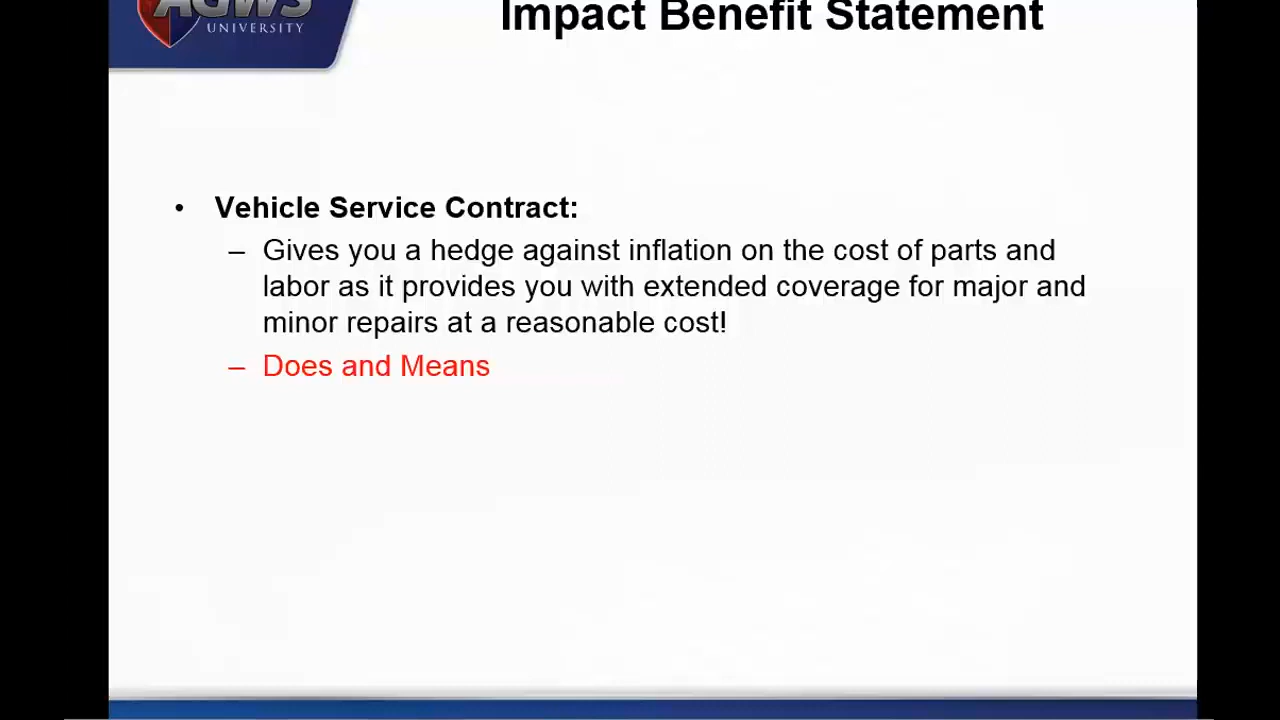 AGWS
UNIVERSITY
Impact Benefit Statement
• Vehicle Service Contract:
– Gives you a hedge against inflation on the cost of parts and
labor as it provides you with extended coverage for major and
minor repairs at a reasonable cost!
– Does and Means